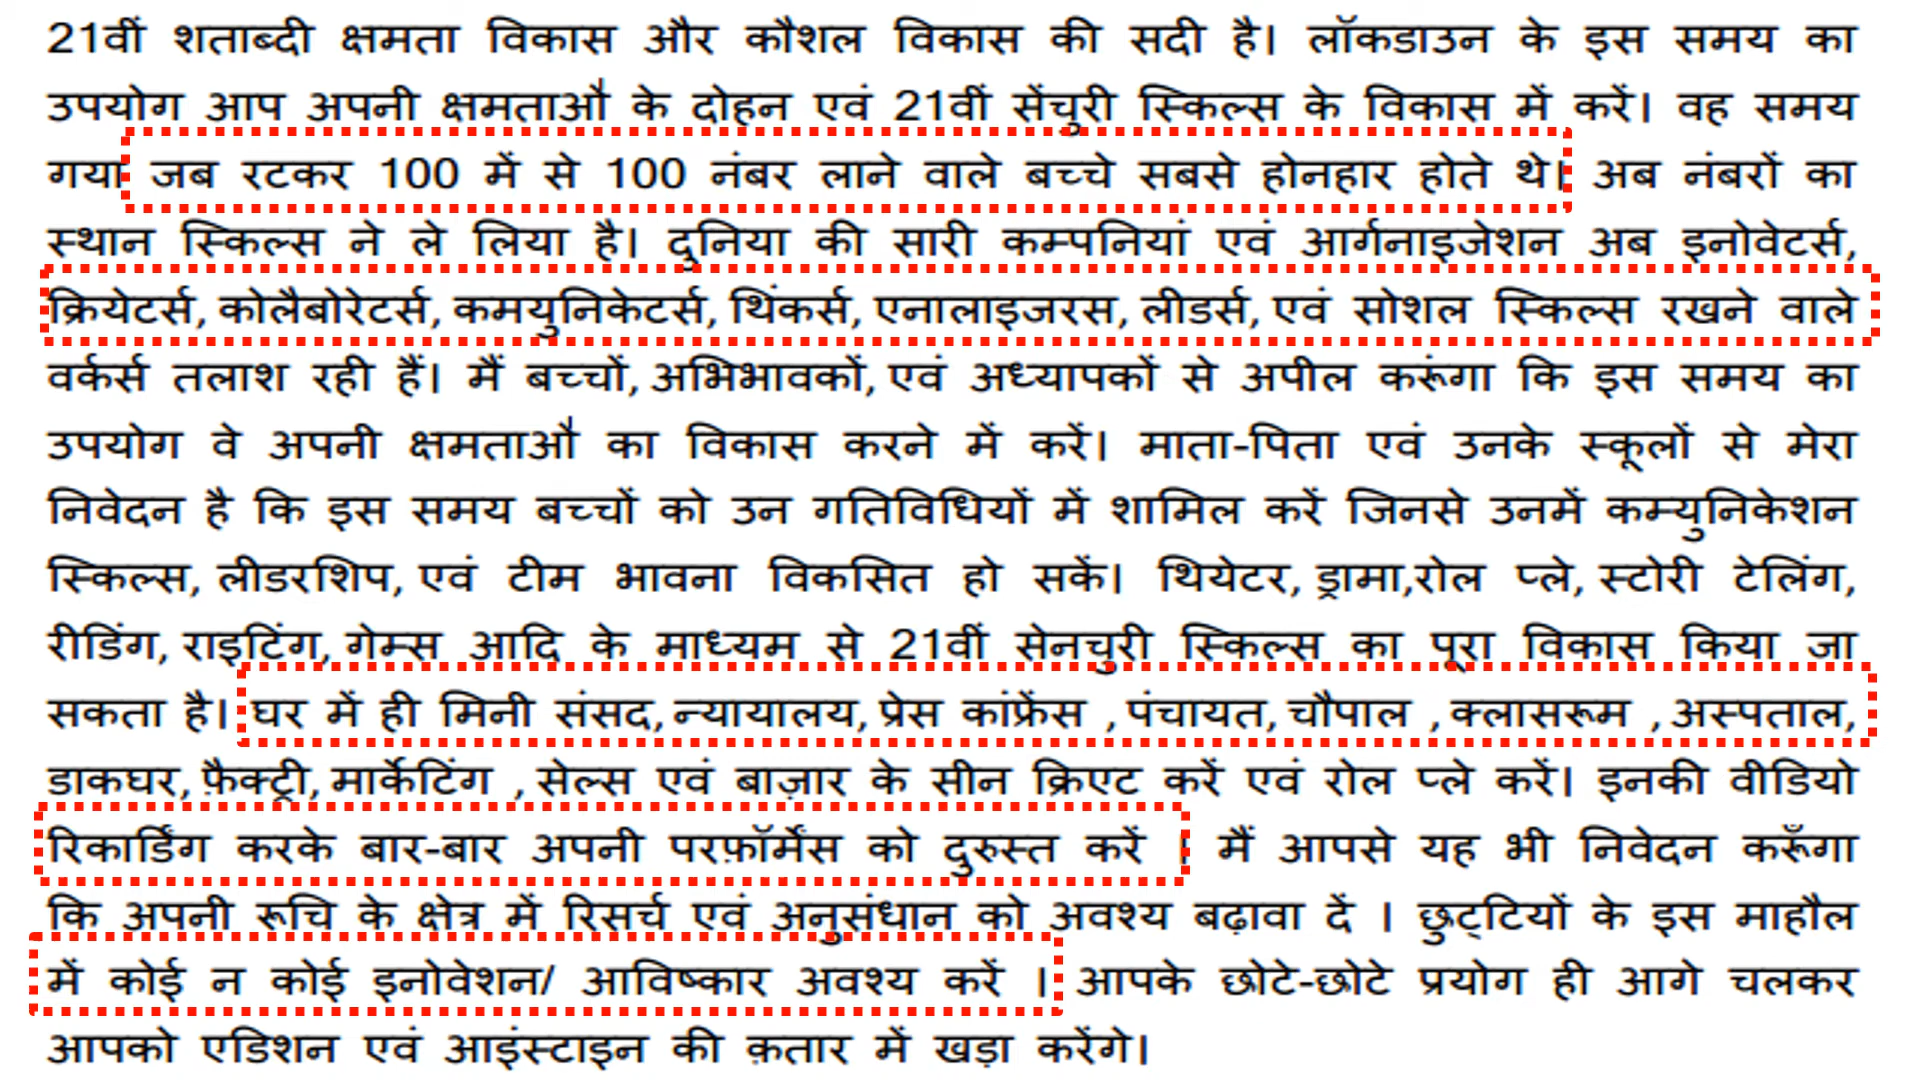 21वीं शताब्दी क्षमता विकास और कौशल विकास की सदी है। लॉकडाउन के इस समय का
उपयोग आप अपनी क्षमताऔं के दोहन एवं 21वीं सेंचुरी स्किल्स के विकास में करें। वह समय
गया जब रटकर 100 में से 100 नंबर लाने वाले बच्चे सबसे होनहार होते थे। अब नंबरों का
स्थान स्किल्स ने ले लिया है। दुनिया की सारी कम्पनियां एवं आर्गनाइजेशन अब इनोवेटर्स,
क्रियेटर्स, कोलैबोरेटर्स, कमयुनिकेटर्स, थिंकर्स, एनालाइजरस, लीडर्स, एवं सोशल स्किल्स रखने वाले
वर्कर्स तलाश रही हैं। मैं बच्चों, अभिभावकों, एवं अध्यापकों से अपील करूंगा कि इस समय का
उपयोग वे अपनी क्षमताऔं का विकास करने में करें। माता-पिता एवं उनके स्कूलों से मेरा
निवेदन है कि इस समय बच्चों को उन गतिविधियों में शामिल करें जिनसे उनमें कम्युनिकेशन
स्किल्स, लीडरशिप, एवं टीम भावना विकसित हो सकें। थियेटर, ड्रामा,रोल प्ले, स्टोरी टेलिंग,
रीडिंग, राइटिंग, गेम्स आदि के माध्यम से 21वीं सेनचुरी स्किल्स का पूरा विकास किया जा
सकता है। घर में ही मिनी संसद, न्यायालय, प्रेस कांफ्रेंस ,पंचायत, चौपाल ,क्लासरूम ,अस्पताल,
डाकघर, फ़ैक्ट्री, मार्केटिंग ,सेल्स एवं बाज़ार के सीन क्रिएट करें एवं रोल प्ले करें। इनकी वीडियो
रिकार्डिंग करके बार-बार अपनी परफ़ॉर्मेंस को दुरुस्त करें । मैं आपसे यह भी निवेदन करूँगा
कि अपनी रूचि के क्षेत्र में रिसर्च एवं अनुसंधान को अवश्य बढ़ावा दें । छुट्टियों के इस माहौल
में कोई न कोई इनोवेशन/ आविष्कार अवश्य करें । आपके छोटे-छोटे प्रयोग ही आगे चलकर
आपको एडिशन एवं आइंस्टाइन की क़तार में खड़ा करेंगे।